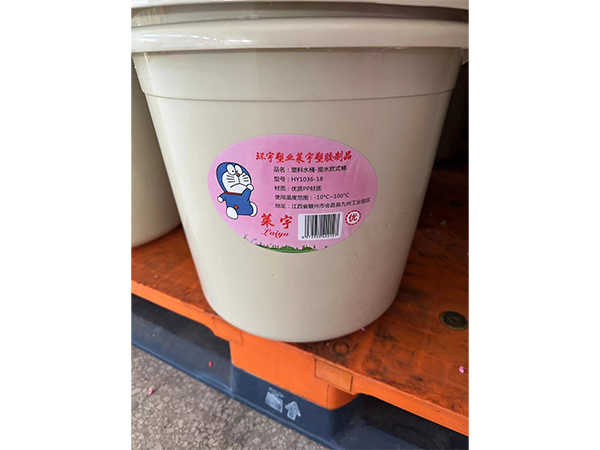 环宇塑业莱宇塑胶制品
品名：塑料水桶-提水欧式桶
型号：HY1036-18
材质：优质PP材质
使用温度范围：-10°C~100°C
地址：江西省赣州市会昌县九州工业园区
莱宇
Laiyu
优